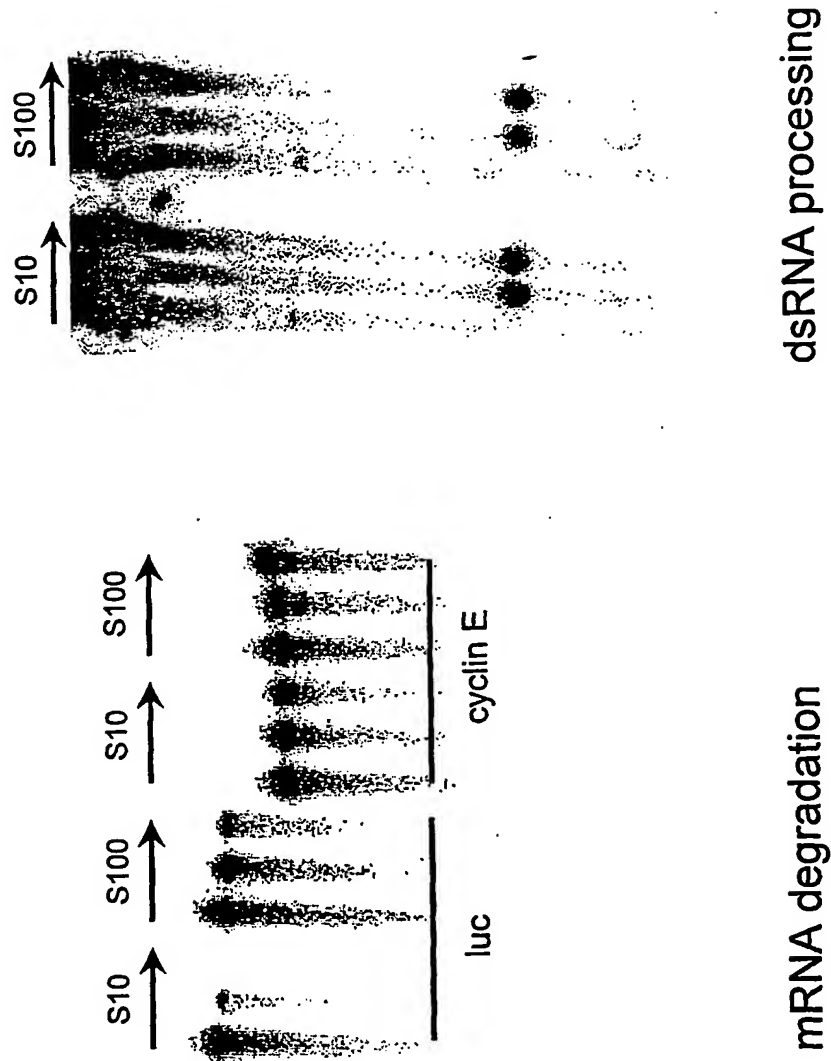 S10
S100
S10
S100
S10
S100
luc
cyclin E
mRNA degradation
dsRNA processing